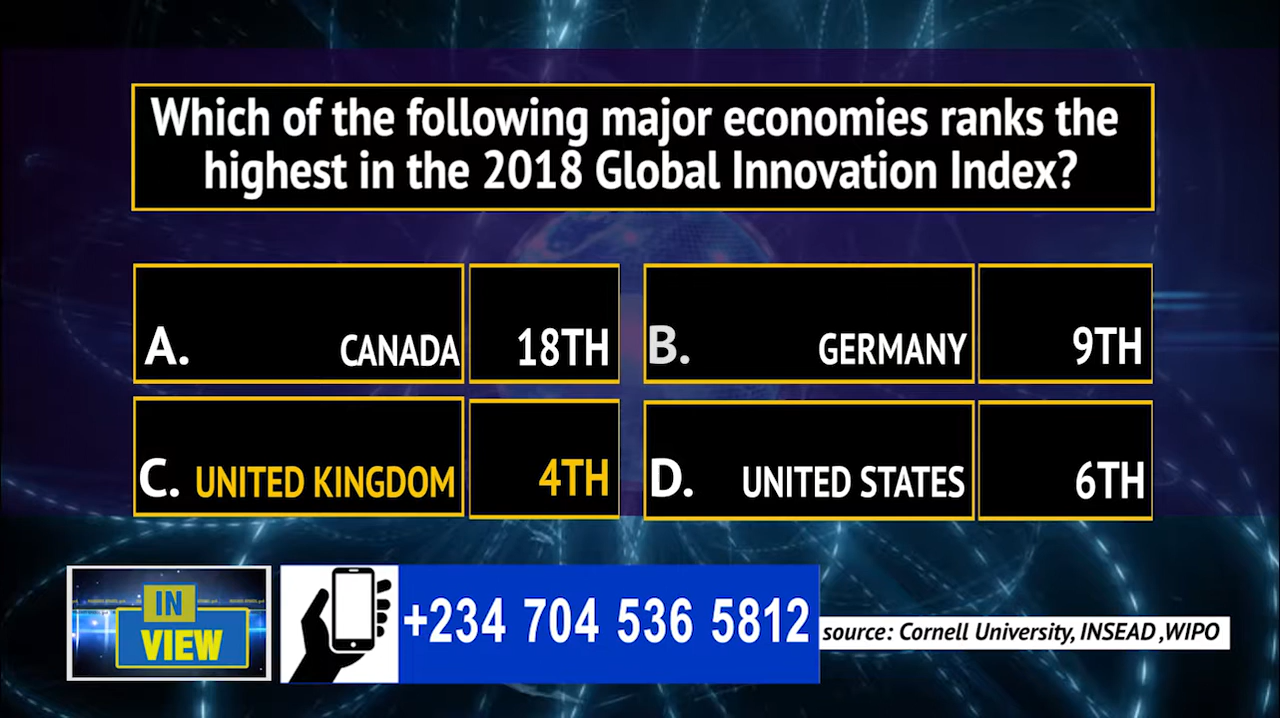 Which of the following major economies ranks the
highest in the 2018 Global Innovation Index?
A. CANADA 18TH
B. GERMANY 9TH
C. UNITED KINGDOM 4TH
D. UNITED STATES 6TH
IN
VIEW
+234 704 536 5812
source: Cornell University, INSEAD ,WIPO